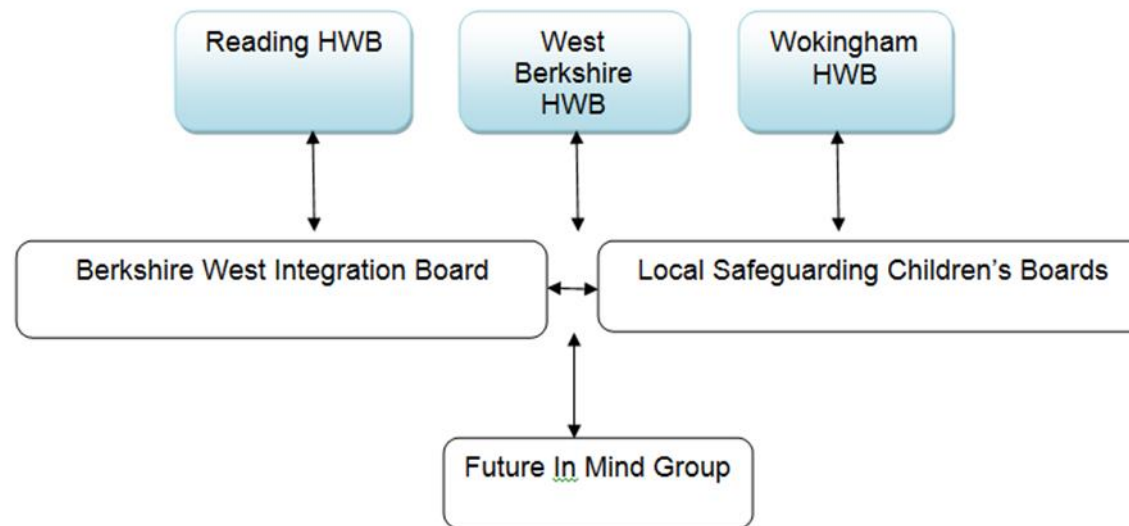 Reading HWB
West
Berkshire
HWB
Wokingham
HWB
Berkshire West Integration Board
Local Safeguarding Children’s Boards
Future In Mind Group